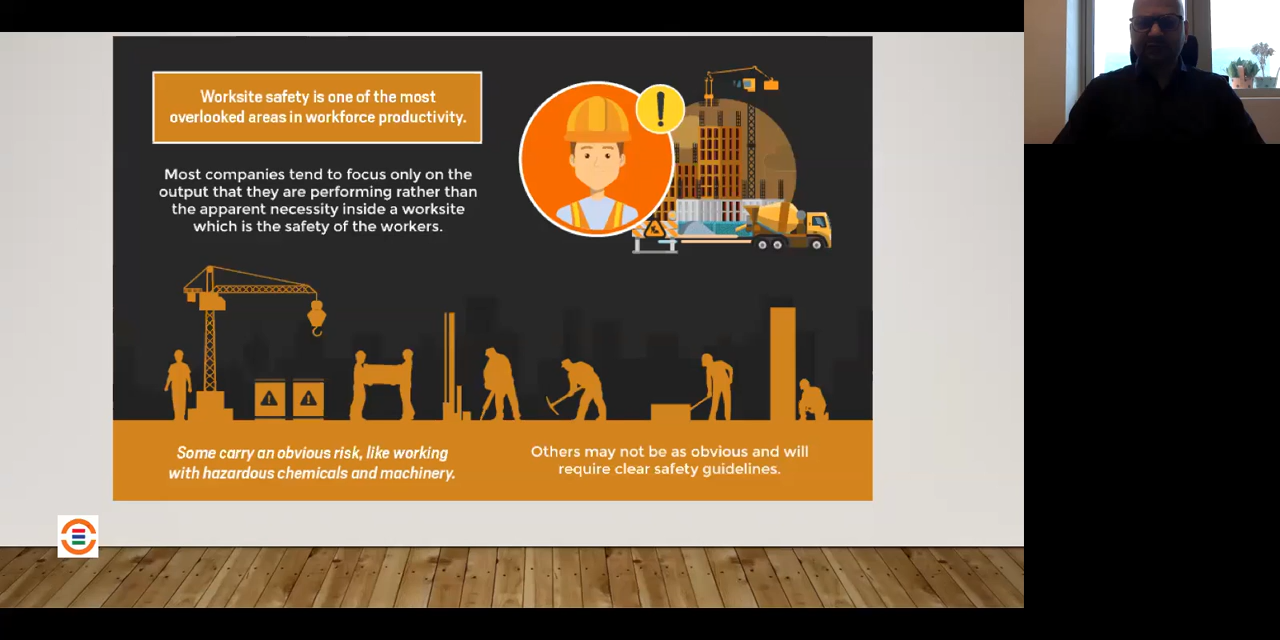 Worksite safety is one of the most
overlooked areas in workforce productivity.
Most companies tend to focus only on the
output that they are performing rather than
the apparent necessity inside a worksite
which is the safety of the workers.
Some carry an obvious risk, like working
with hazardous chemicals and machinery.
Others may not be as obvious and will
require clear safety guidelines.